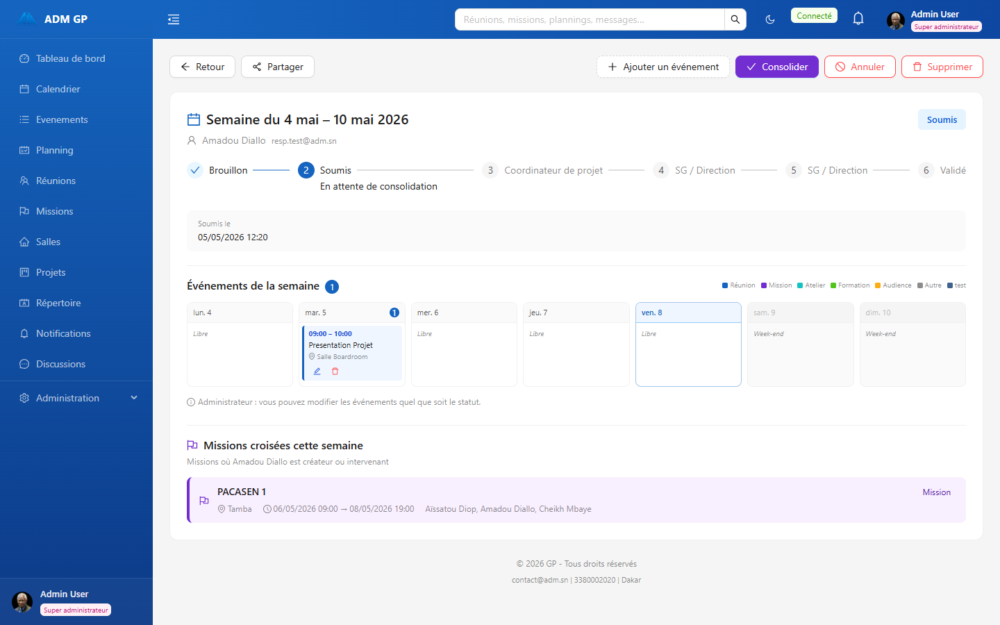 ADM GP
Réunions, missions, plannings, messages...
Connecté
Admin User
Super administrateur
Tableau de bord
Calendrier
Evenements
Planning
Réunions
Missions
Salles
Projets
Répertoire
Notifications
Discussions
Administration
Admin User
Super administrateur
Retour
Partager
Ajouter un événement
Consolider
Annuler
Supprimer
Semaine du 4 mai – 10 mai 2026
Soumis
Amadou Diallo resp.test@adm.sn
Brouillon
2 Soumis
En attente de consolidation
3 Coordinateur de projet
4 SG / Direction
5 SG / Direction
6 Validé
Soumis le
05/05/2026 12:20
Événements de la semaine 1
Réunion Mission Atelier Formation Audience Autre test
lun. 4
Libre
mar. 5 1
09:00 – 10:00
Presentation Projet
Salle Boardroom
mer. 6
Libre
jeu. 7
Libre
ven. 8
Libre
sam. 9
Week-end
dim. 10
Week-end
Administrateur : vous pouvez modifier les événements quel que soit le statut.
Missions croisées cette semaine
Missions où Amadou Diallo est créateur ou intervenant
PACASEN 1
Mission
Tamba 06/05/2026 09:00 → 08/05/2026 19:00 Aïssatou Diop, Amadou Diallo, Cheikh Mbaye
© 2026 GP - Tous droits réservés
contact@adm.sn | 3380002020 | Dakar